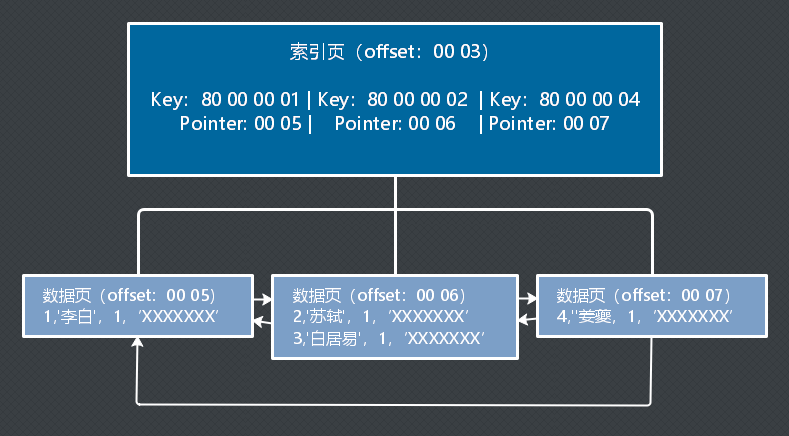 索引页（offset：00 03）
Key：80 00 00 01 | Key：80 00 00 02 | Key：80 00 00 04
Pointer: 00 05 | Pointer: 00 06 | Pointer: 00 07
数据页（offset：00 05）
1,'李白'，1，‘XXXXXXX’
数据页（offset：00 06）
2,'苏轼'，1，‘XXXXXXX’
3,'白居易'，1，‘XXXXXXX’
数据页（offset：00 07）
4,''姜夔，1，‘XXXXXXX’